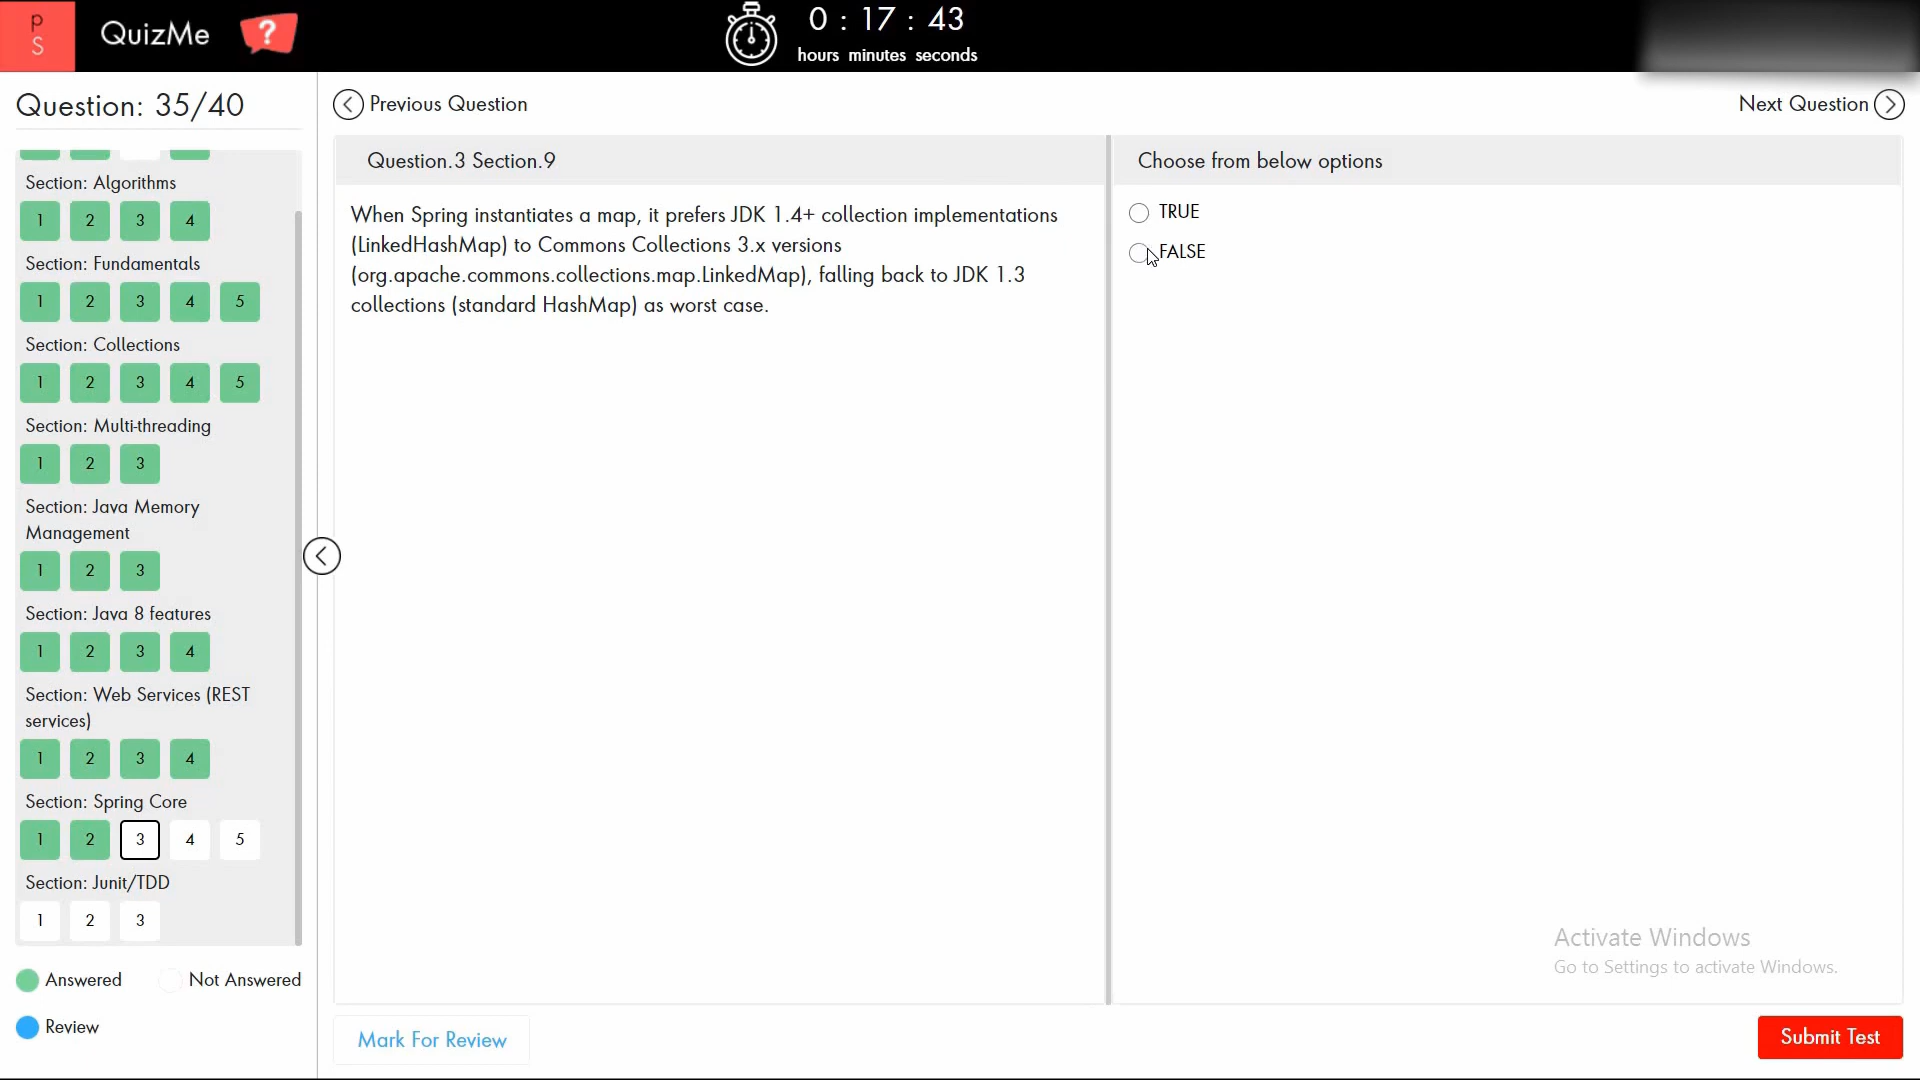 p
S
QuizMe
?
0 : 17 : 43
hours minutes seconds
Question: 35/40
Previous Question
Next Question
Section: Algorithms
1 2 3 4
Section: Fundamentals
1 2 3 4 5
Section: Collections
1 2 3 4 5
Section: Multi-threading
1 2 3
Section: Java Memory
Management
1 2 3
Section: Java 8 features
1 2 3 4
Section: Web Services (REST
services)
1 2 3 4
Section: Spring Core
1 2 3 4 5
Section: Junit/TDD
1 2 3
Answered
Not Answered
Review
Question.3 Section.9
When Spring instantiates a map, it prefers JDK 1.4+ collection implementations
(LinkedHashMap) to Commons Collections 3.x versions
(org.apache.commons.collections.map.LinkedMap), falling back to JDK 1.3
collections (standard HashMap) as worst case.
Choose from below options
TRUE
FALSE
Activate Windows
Go to Settings to activate Windows.
Mark For Review
Submit Test